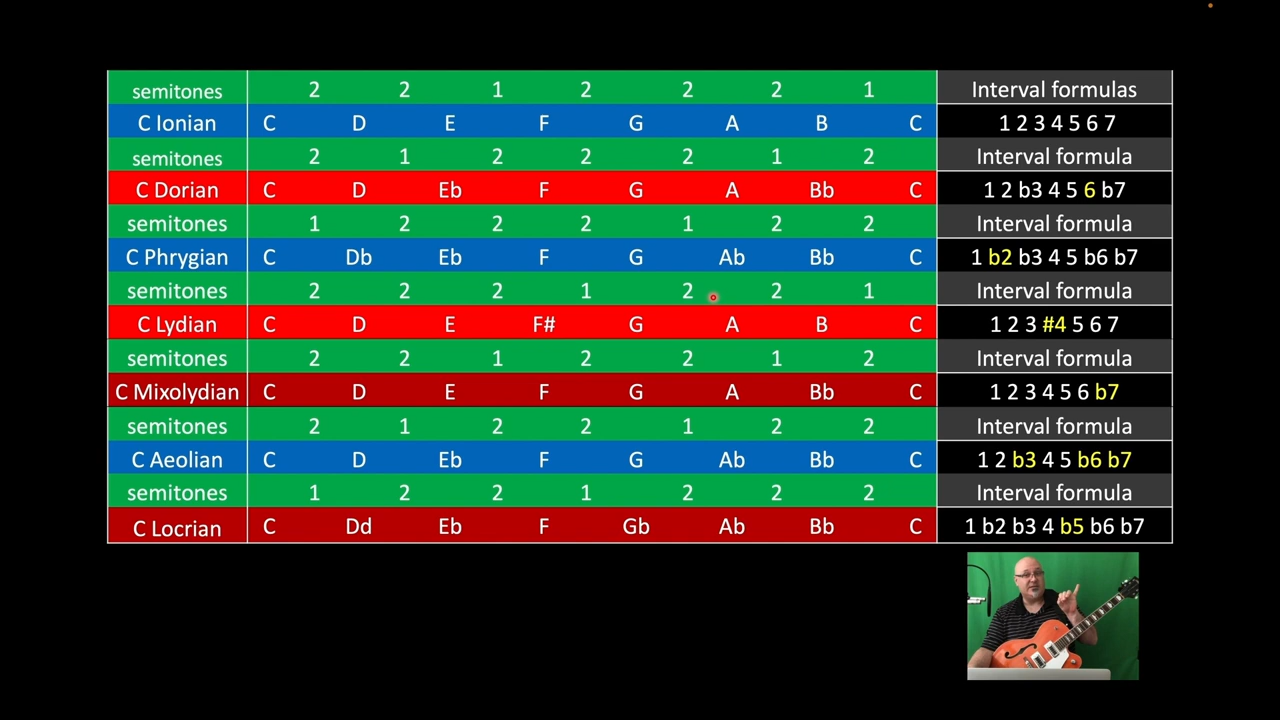 semitones 2 2 1 2 2 2 1 Interval formulas
C Ionian C D E F G A B C 1 2 3 4 5 6 7
semitones 2 1 2 2 2 1 2 Interval formula
C Dorian C D Eb F G A Bb C 1 2 b3 4 5 6 b7
semitones 1 2 2 2 1 2 2 Interval formula
C Phrygian C Db Eb F G Ab Bb C 1 b2 b3 4 5 b6 b7
semitones 2 2 2 1 2 2 1 Interval formula
C Lydian C D E F# G A B C 1 2 3 #4 5 6 7
semitones 2 2 1 2 2 1 2 Interval formula
C Mixolydian C D E F G A Bb C 1 2 3 4 5 6 b7
semitones 2 1 2 2 1 2 2 Interval formula
C Aeolian C D Eb F G Ab Bb C 1 2 b3 4 5 b6 b7
semitones 1 2 2 1 2 2 2 Interval formula
C Locrian C Dd Eb F Gb Ab Bb C 1 b2 b3 4 b5 b6 b7